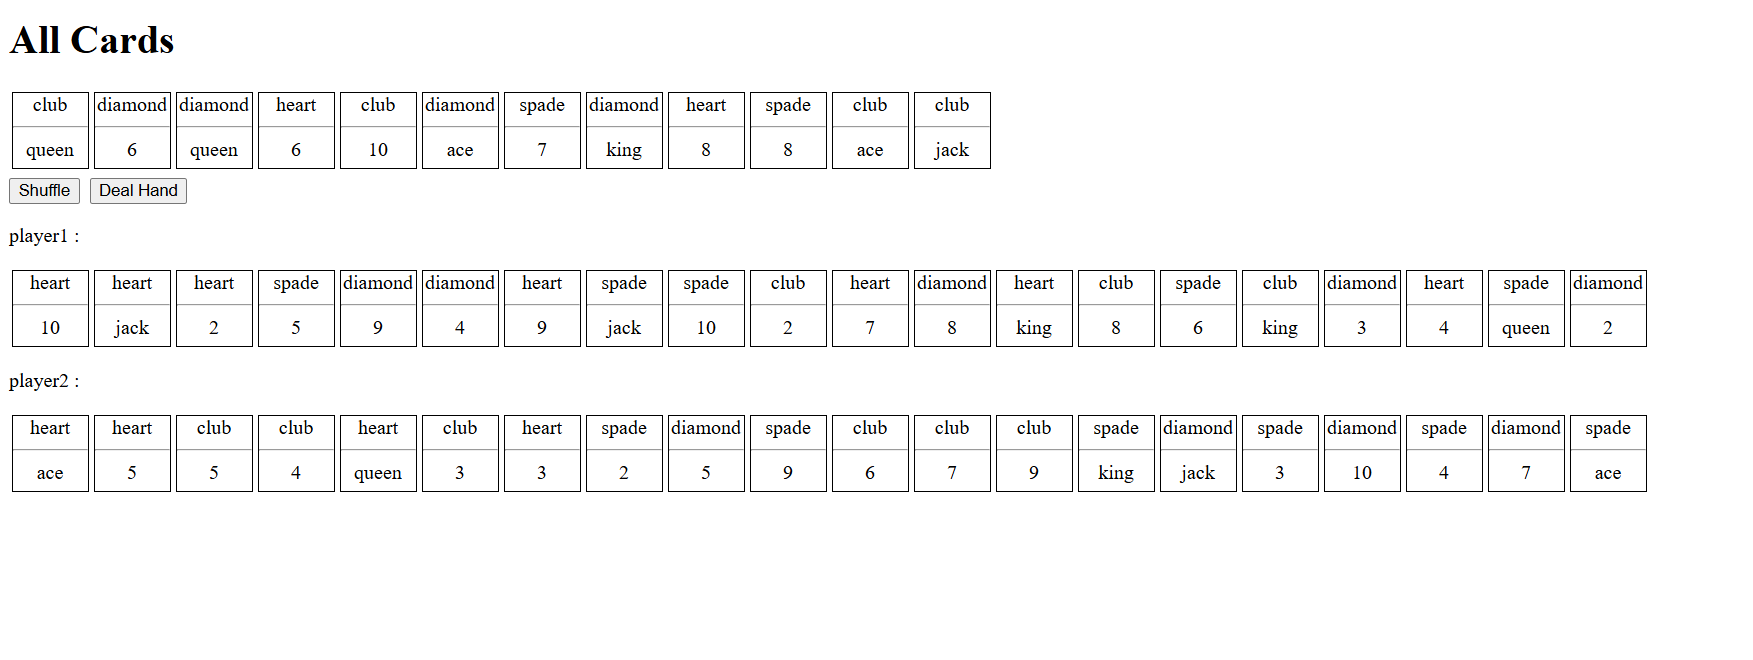 All Cards
club diamond diamond heart club diamond spade diamond heart spade club club
queen 6 queen 6 10 ace 7 king 8 8 ace jack
Shuffle Deal Hand
player1 :
heart heart heart spade diamond diamond heart spade spade club heart diamond heart club spade club diamond heart spade diamond
10 jack 2 5 9 4 9 jack 10 2 7 8 king 8 6 king 3 4 queen 2
player2 :
heart heart club club heart club heart spade diamond spade club club club spade diamond spade diamond spade diamond spade
ace 5 5 4 queen 3 3 2 5 9 6 7 9 king jack 3 10 4 7 ace